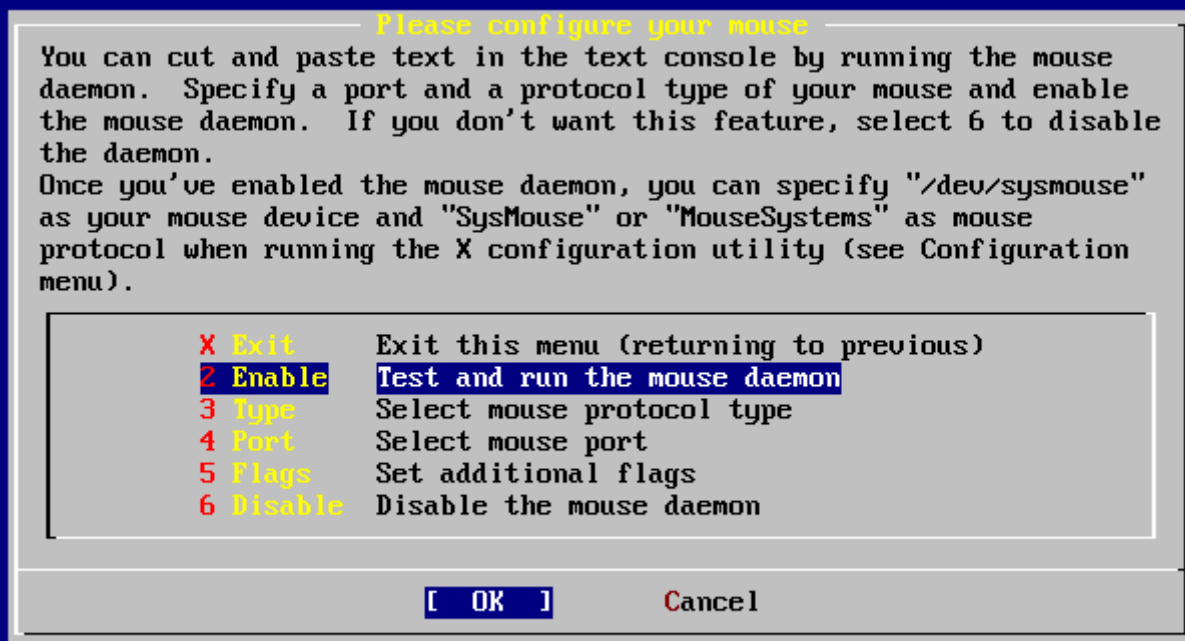 Please configure your mouse
You can cut and paste text in the text console by running the mouse
daemon.  Specify a port and a protocol type of your mouse and enable
the mouse daemon.  If you don't want this feature, select 6 to disable
the daemon.
Once you've enabled the mouse daemon, you can specify "/dev/sysmouse"
as your mouse device and "SysMouse" or "MouseSystems" as mouse
protocol when running the X configuration utility (see Configuration
menu).
X Exit     Exit this menu (returning to previous)
2 Enable   Test and run the mouse daemon
3 Type     Select mouse protocol type
4 Port     Select mouse port
5 Flags    Set additional flags
6 Disable  Disable the mouse daemon
[  OK  ]       Cancel